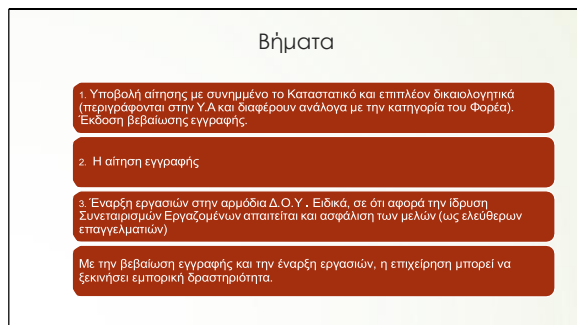 Βήματα
1. Υποβολή αίτησης με συνημμένο το Καταστατικό και επιπλέον δικαιολογητικά
(περιγράφονται στην Υ.Α και διαφέρουν ανάλογα με την κατηγορία του Φορέα).
Έκδοση βεβαίωσης εγγραφής.
2. Η αίτηση εγγραφής
3. Έναρξη εργασιών στην αρμόδια Δ.Ο.Υ. Ειδικά, σε ότι αφορά την ίδρυση
Συνεταιρισμών Εργαζομένων απαιτείται και ασφάλιση των μελών (ως ελεύθερων
επαγγελματιών)
Με την βεβαίωση εγγραφής και την έναρξη εργασιών, η επιχείρηση μπορεί να
ξεκινήσει εμπορική δραστηριότητα.